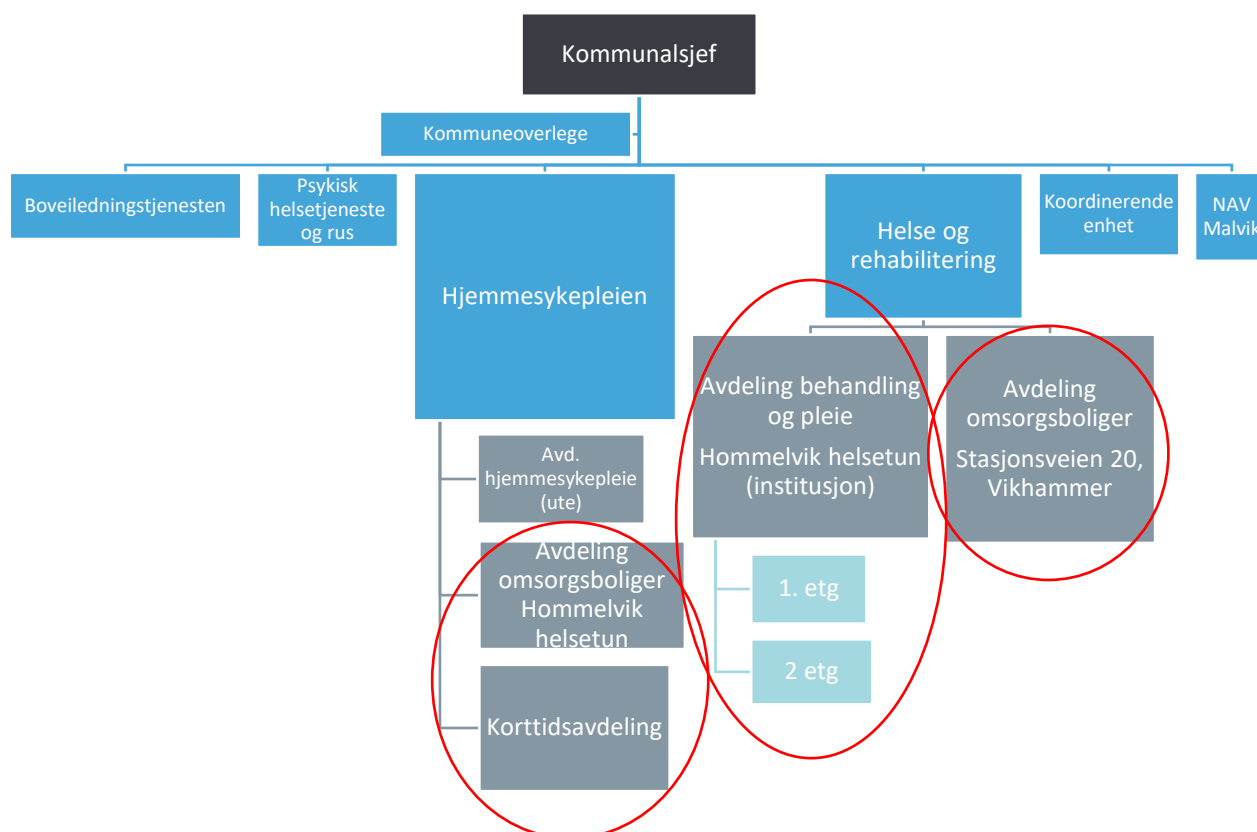 Kommunalsjef
Kommuneoverlege
Boveiledningstjenesten
Psykisk
helsetjeneste
og rus
Hjemmesykepleien
Helse og
rehabilitering
Koordinerende
enhet
NAV
Malvik
Avd.
hjemmesykepleie
(ute)
Avdeling
omsorgsboliger
Hommelvik
helsetun
Korttidsavdeling
Avdeling behandling
og pleie
Hommelvik helsetun
(institusjon)
1. etg
2 etg
Avdeling
omsorgsboliger
Stasjonsveien 20,
Vikhammer